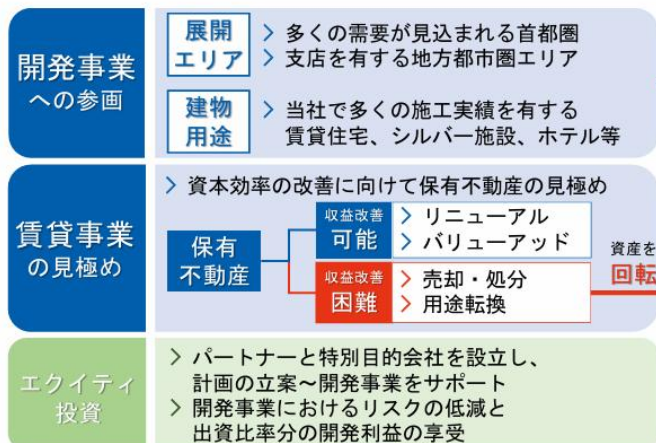 開発事業
への参画
展開
エリア
> 多くの需要が見込まれる首都圏
> 支店を有する地方都市圏エリア
建物
用途
> 当社で多くの施工実績を有する
賃貸住宅、シルバー施設、ホテル等
賃貸事業
の見極め
> 資本効率の改善に向けて保有不動産の見極め
保有
不動産
収益改善
可能
> リニューアル
> バリューアッド
収益改善
困難
> 売却・処分
> 用途転換
資産を
回転
エクイティ
投資
> パートナーと特別目的会社を設立し、
計画の立案~開発事業をサポート
> 開発事業におけるリスクの低減と
出資比率分の開発利益の享受